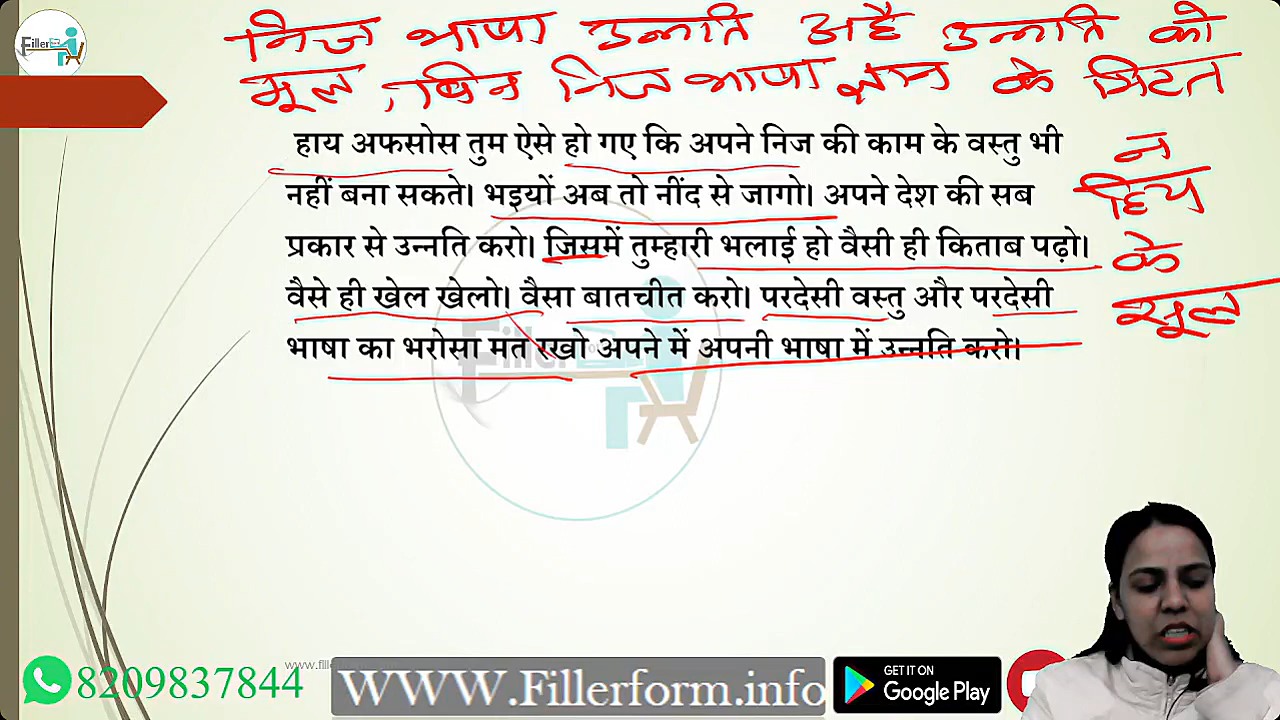 Filler
निज भाषा उन्नति अहै उन्नति को
मूल, बिन निज भाषा ज्ञान के मिटत
न
हिय
के
सूल
हाय अफसोस तुम ऐसे हो गए कि अपने निज की काम के वस्तु भी
नहीं बना सकते। भइयों अब तो नींद से जागो। अपने देश की सब
प्रकार से उन्नति करो। जिसमें तुम्हारी भलाई हो वैसी ही किताब पढ़ो।
वैसे ही खेल खेलो। वैसा बातचीत करो। परदेसी वस्तु और परदेसी
भाषा का भरोसा मत रखो अपने में अपनी भाषा में उन्नति करो।
8209837844
WWW.Fillerform.info
GET IT ON
Google Play